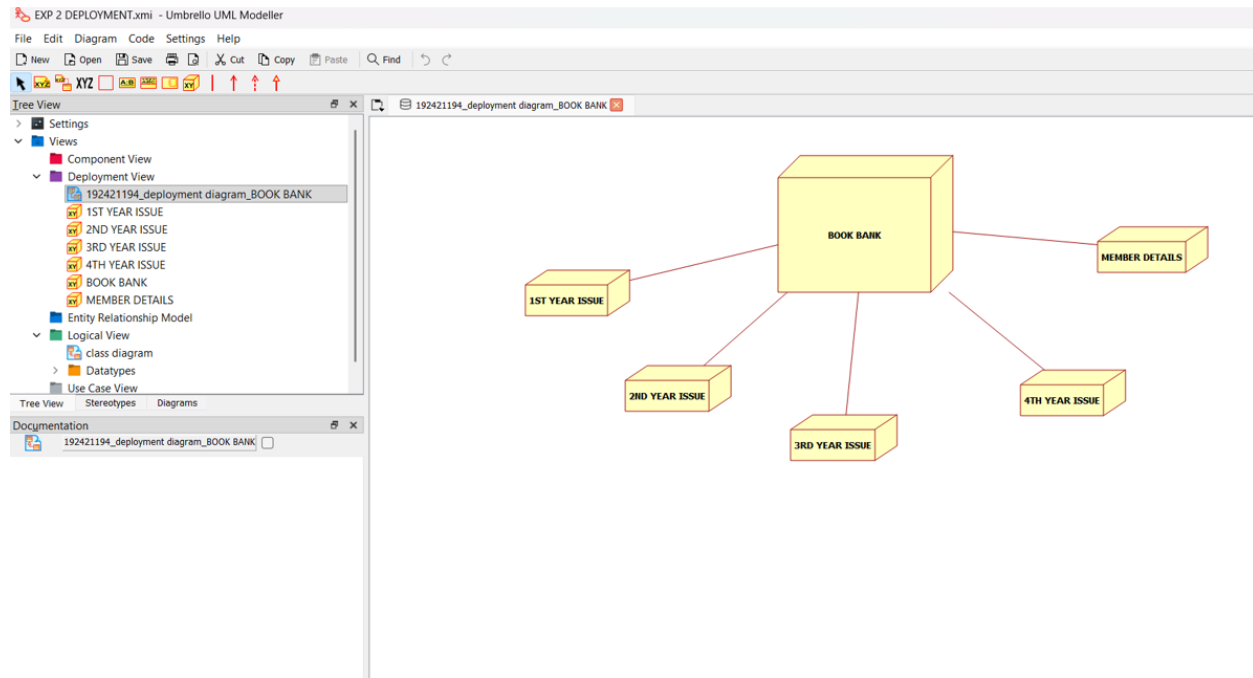 EXP 2 DEPLOYMENT.xmi - Umbrello UML Modeller
File Edit Diagram Code Settings Help
New Open Save Cut Copy Paste Find
XYZ
Tree View
192421194_deployment diagram_BOOK BANK
Settings
Views
Component View
Deployment View
192421194_deployment diagram_BOOK BANK
1ST YEAR ISSUE
2ND YEAR ISSUE
3RD YEAR ISSUE
4TH YEAR ISSUE
BOOK BANK
MEMBER DETAILS
Entity Relationship Model
Logical View
class diagram
Datatypes
Use Case View
Tree View Stereotypes Diagrams
Documentation
192421194_deployment diagram_BOOK BANK
BOOK BANK
MEMBER DETAILS
1ST YEAR ISSUE
2ND YEAR ISSUE
4TH YEAR ISSUE
3RD YEAR ISSUE